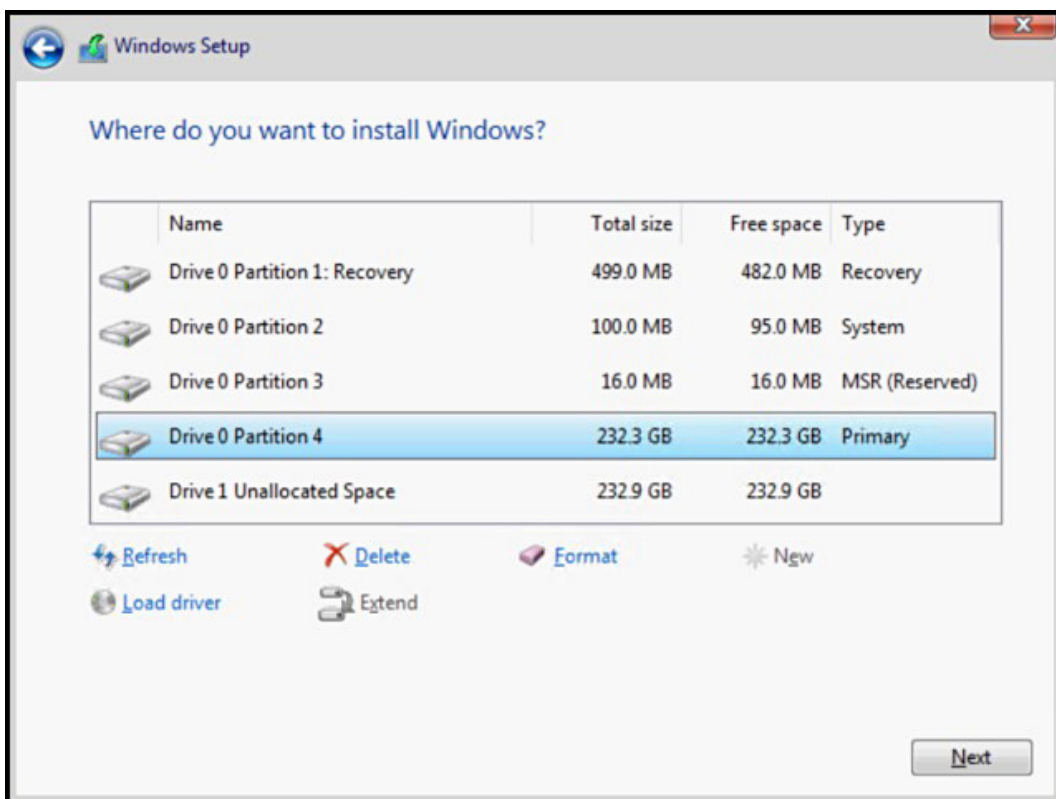 Windows Setup
Where do you want to install Windows?
Name Total size Free space Type
Drive 0 Partition 1: Recovery 499.0 MB 482.0 MB Recovery
Drive 0 Partition 2 100.0 MB 95.0 MB System
Drive 0 Partition 3 16.0 MB 16.0 MB MSR (Reserved)
Drive 0 Partition 4 232.3 GB 232.3 GB Primary
Drive 1 Unallocated Space 232.9 GB 232.9 GB
Refresh Delete Format New
Load driver Extend
Next